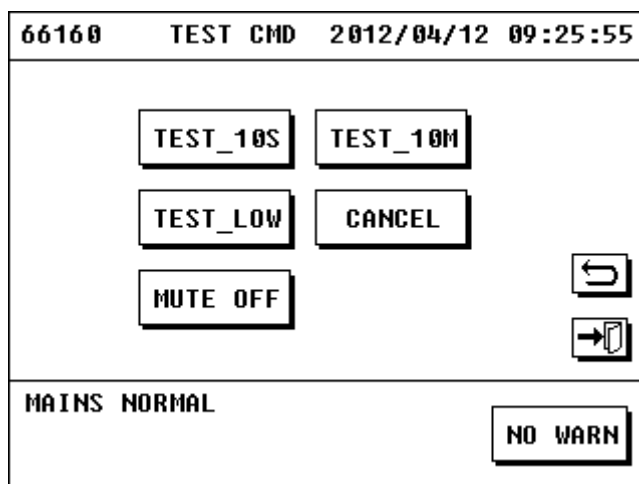 66160 TEST CMD 2012/04/12 09:25:55
TEST_10S TEST_10M
TEST_LOW CANCEL
MUTE OFF
MAINS NORMAL
NO WARN